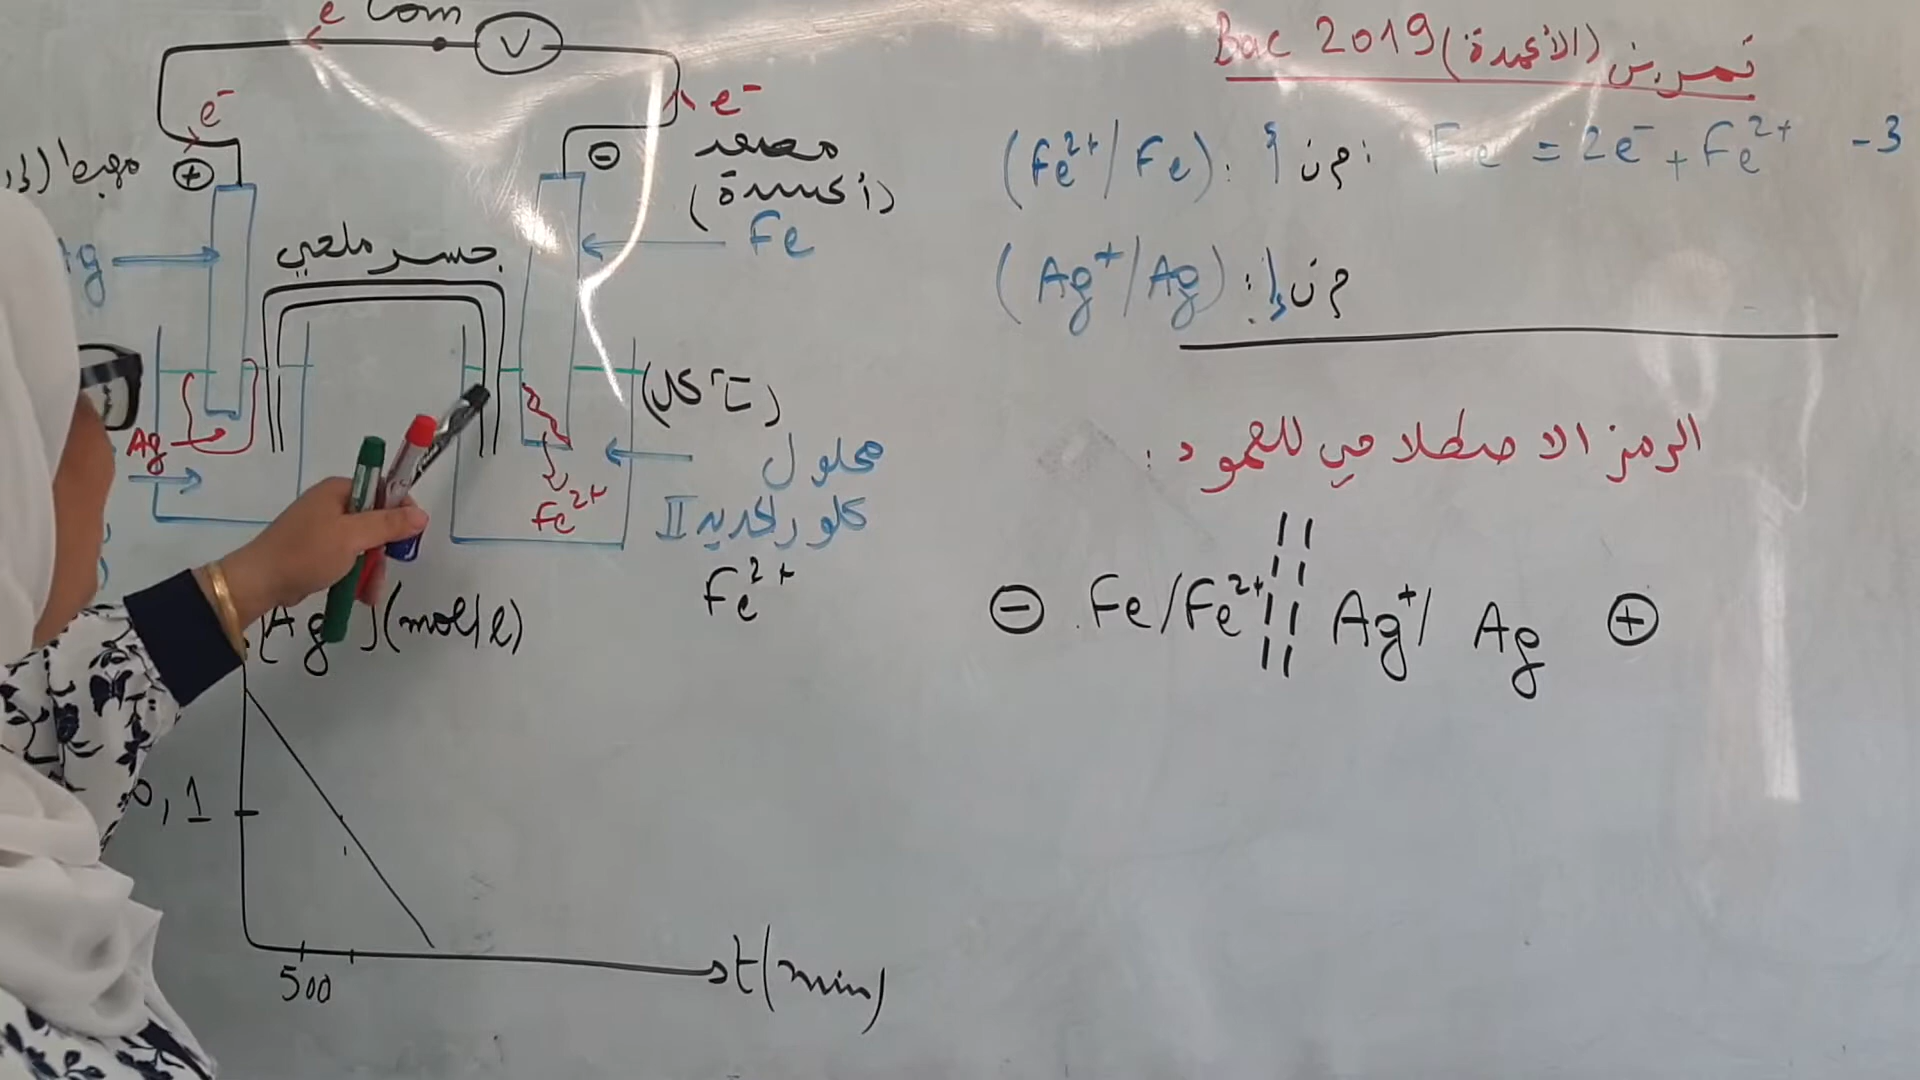 تمرين (الأعمدة) Bac 2019
3- Fe = 2e⁻ + Fe²⁺ : م ن أ : (Fe²⁺/Fe)
م ن إ : (Ag⁺/Ag)
الرمز الاصطلاحي للعمود :
⊖ Fe/Fe²⁺ ¦¦ Ag⁺/ Ag ⊕
e Com V
e⁻
e⁻
⊕ ⊖
مصعد
(أكسدة)
مهبط
Fe
جسر ملحي
(تآكل)
Ag
Fe²⁺
محلول
كلور الحديد II
Fe²⁺
(mol/l)
0,1
500
t(min)